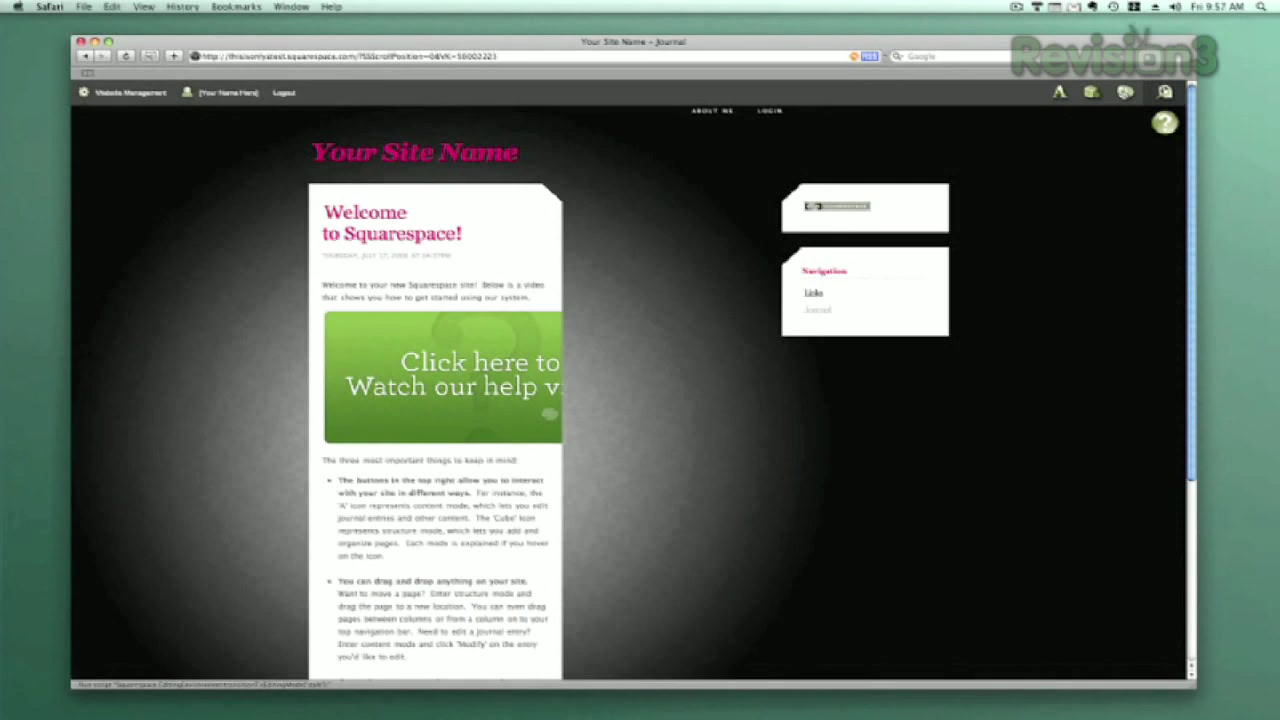 Safari File Edit View History Bookmarks Window Help
Fri 9:57 AM
Your Site Name – Journal
Google
Revision3
Website Management [Your Name Here] Logout
ABOUT ME LOGIN
Your Site Name
Welcome
to Squarespace!
THURSDAY, JULY 17, 2008 AT 04:37PM
Welcome to your new Squarespace site! Below is a video
that shows you how to get started using our system.
Click here to
Watch our help vi
The three most important things to keep in mind:
• The buttons in the top right allow you to interact
with your site in different ways. For instance, the
'A' icon represents content mode, which lets you edit
journal entries and other content. The 'Cube' icon
represents structure mode, which lets you add and
organize pages. Each mode is explained if you hover
on the icon.
• You can drag and drop anything on your site.
Want to move a page? Enter structure mode and
drag the page to a new location. You can even drag
pages between columns or from a column on to your
top navigation bar. Need to edit a journal entry?
Enter content mode and click 'Modify' on the entry
you'd like to edit.
Navigation
Links
Journal